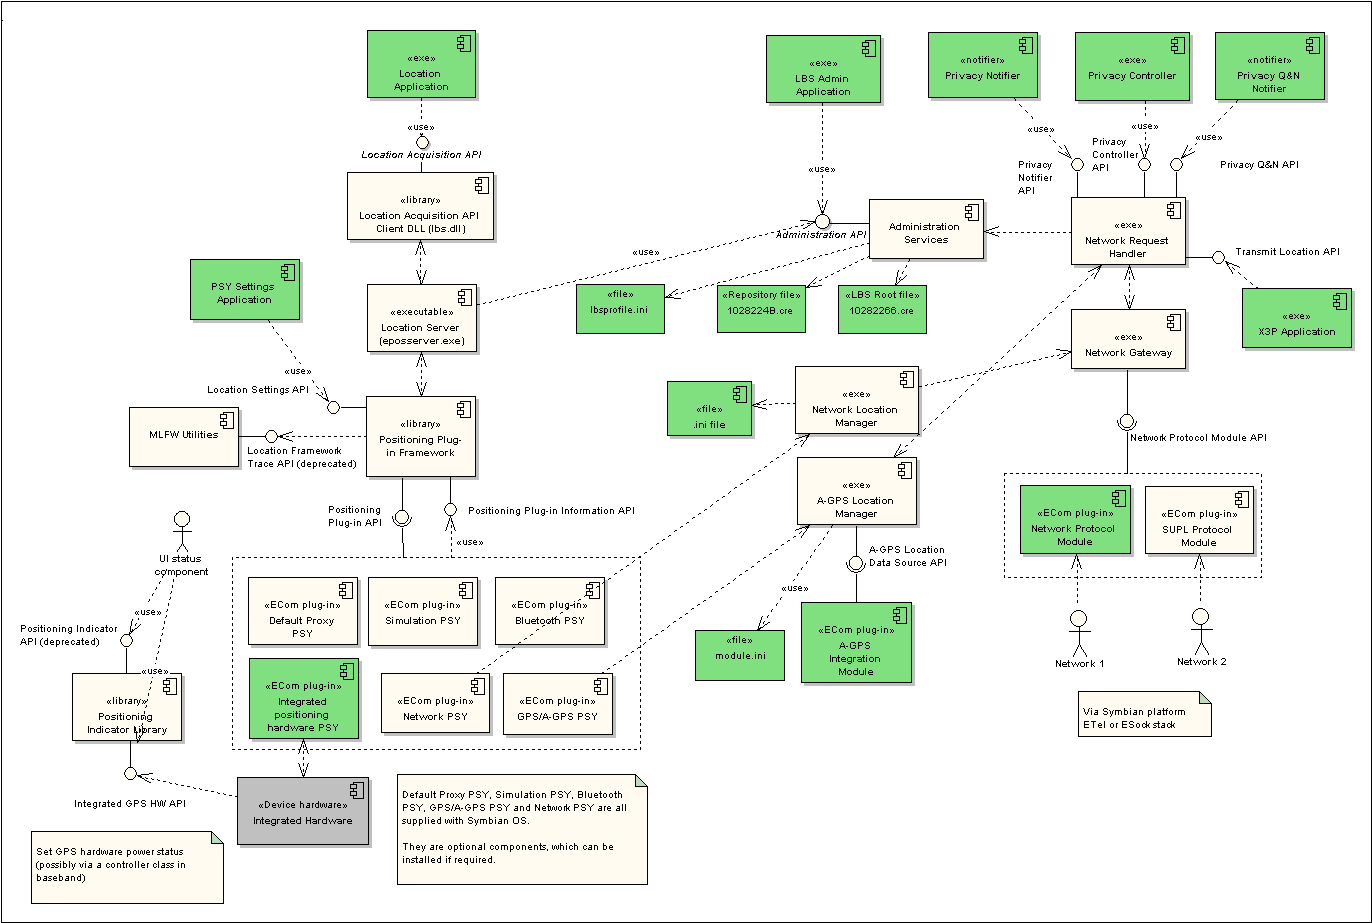 «exe»
Location
Application
«use»
Location Acquisition API
«library»
Location Acquisition API
Client DLL (lbs.dll)
«exe»
LBS Admin
Application
«use»
«notifier»
Privacy Notifier
«exe»
Privacy Controller
«notifier»
Privacy Q&N
Notifier
«use»
«use»
«use»
Privacy
Notifier
API
Privacy
Controller
API
Privacy Q&N API
Administration API
Administration
Services
«exe»
Network Request
Handler
Transmit Location API
«exe»
X3P Application
PSY Settings
Application
«use»
«executable»
Location Server
(eposserver.exe)
«use»
«file»
lbsprofile.ini
«Repository file»
1028224B.cre
«LBS Root file»
10282266.cre
«exe»
Network Gateway
Location Settings API
MLFW Utilities
Location Framework
Trace API (deprecated)
«library»
Positioning Plug-
in Framework
«file»
.ini file
«exe»
Network Location
Manager
Network Protocol Module API
«exe»
A-GPS Location
Manager
Positioning
Plug-in API
Positioning Plug-in Information API
«use»
A-GPS Location
Data Source API
«use»
«ECom plug-in»
Network Protocol
Module
«ECom plug-in»
SUPL Protocol
Module
UI status
component
«use»
Positioning Indicator
API (deprecated)
«use»
«library»
Positioning
Indicator Library
«ECom plug-in»
Default Proxy
PSY
«ECom plug-in»
Simulation PSY
«ECom plug-in»
Bluetooth PSY
«ECom plug-in»
Integrated
positioning
hardware PSY
«ECom plug-in»
Network PSY
«ECom plug-in»
GPS/A-GPS PSY
«file»
module.ini
«ECom plug-in»
A-GPS
Integration
Module
Network 1
Network 2
Via Symbian platform
ETel or ESock stack
Integrated GPS HW API
«Device hardware»
Integrated Hardware
Default Proxy PSY, Simulation PSY, Bluetooth
PSY, GPS/A-GPS PSY and Network PSY are all
supplied with Symbian OS.
They are optional components, which can be
installed if required.
Set GPS hardware power status
(possibly via a controller class in
baseband)